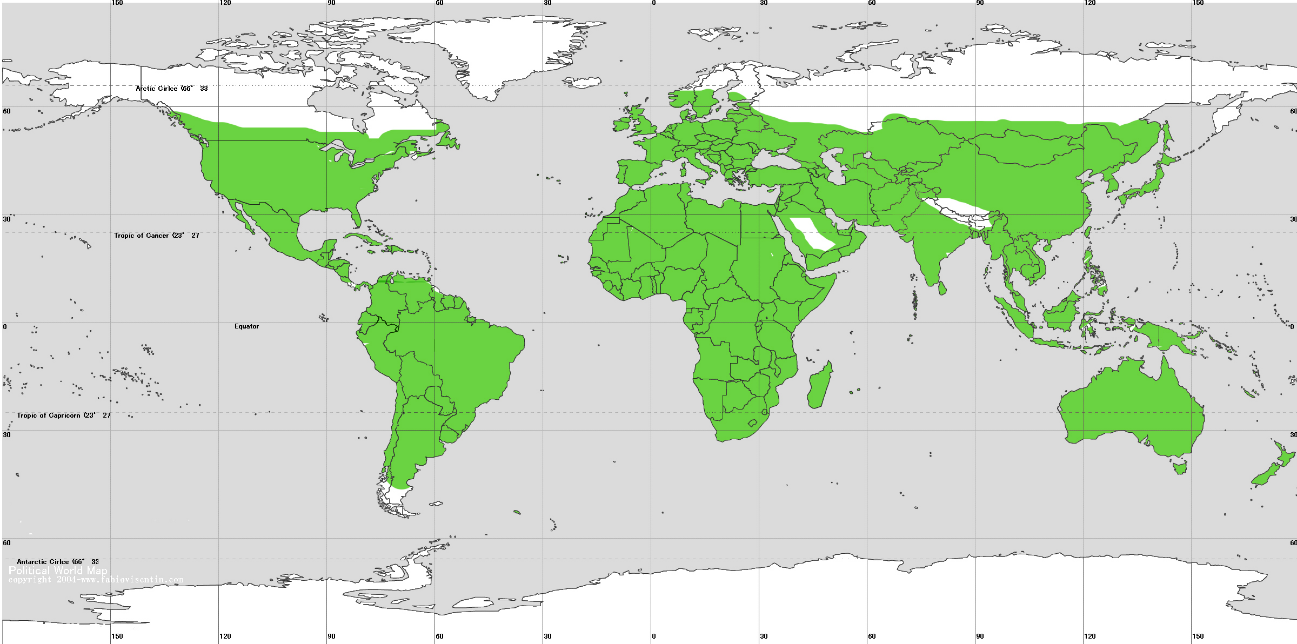 150 120 90 60 30 0 30 60 90 120 150
Arctic Cirlce (66° 33
60 60
30 30
Tropic of Cancer (23° 27
0 Equator 0
Tropic of Capricorn (23° 27
30 30
60 60
Antarctic Cirlce (66° 33
Political World Map
copyright 2004-www.fabiovisentin.com
150 120 90 60 30 0 30 60 90 120 150